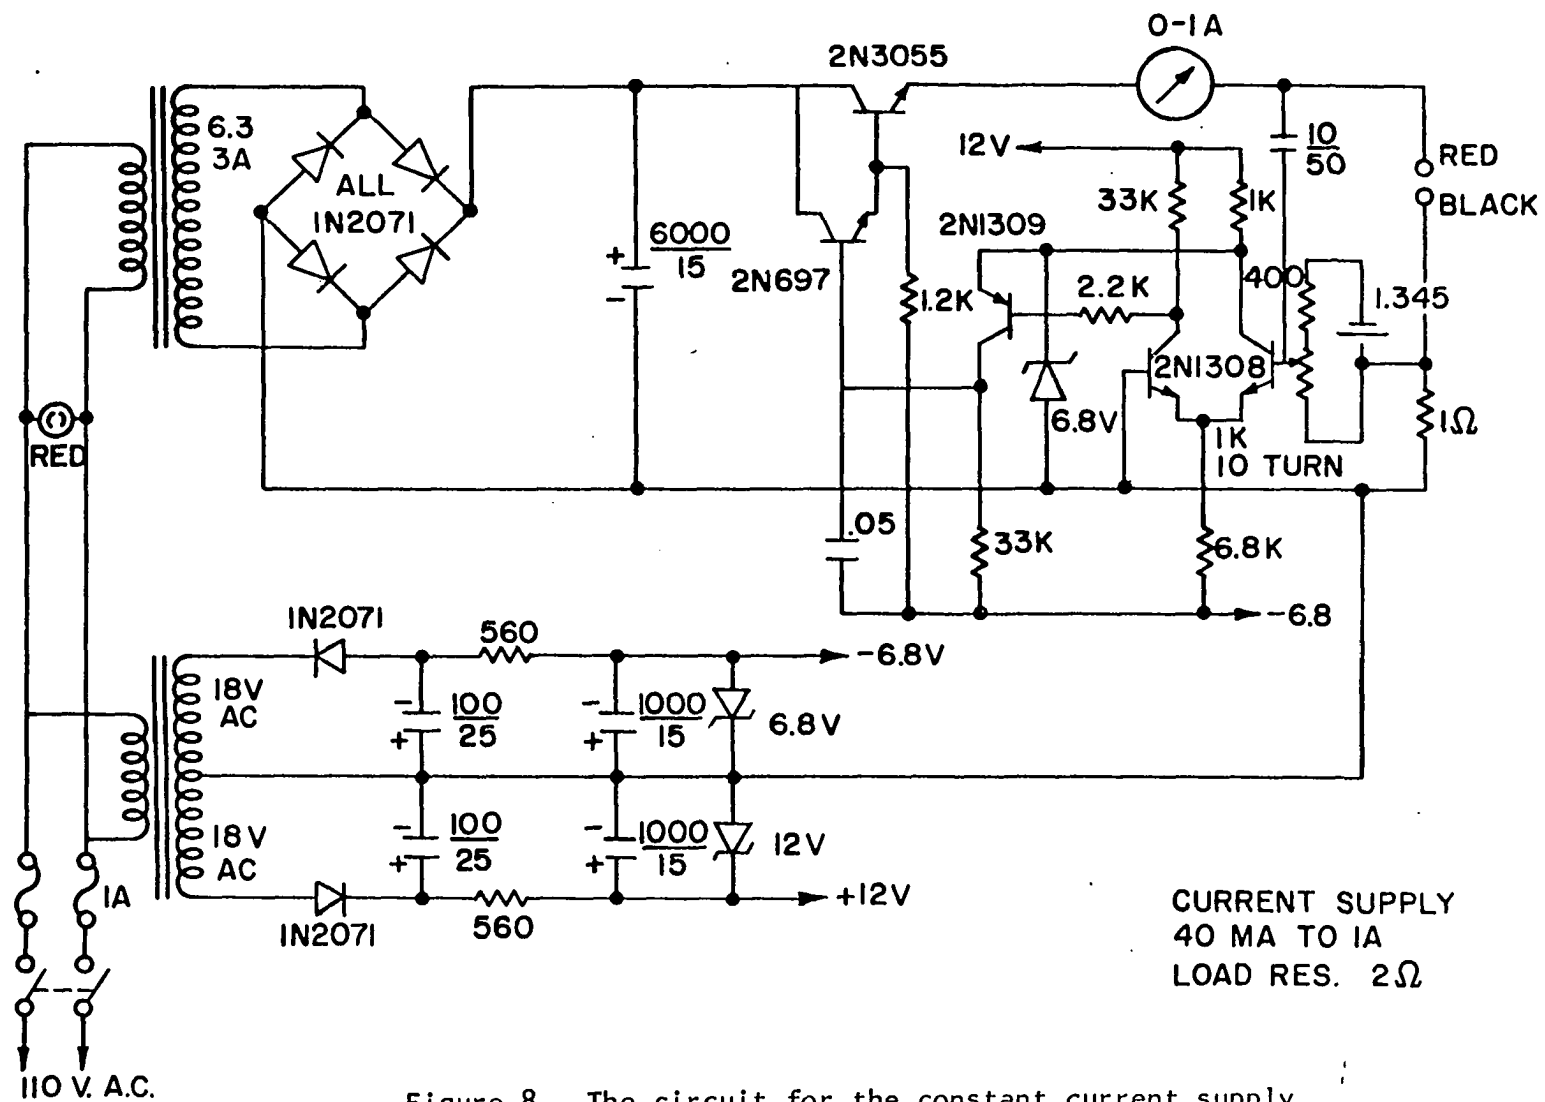 0-1A
2N3055
6.3
3A
12V
10
50
RED
BLACK
ALL
1N2071
33K
1K
2N1309
6000
15
+
-
2N697
1.2K
2.2K
400
1.345
2N1308
6.8V
RED
1K
10 TURN
1Ω
.05
33K
6.8K
-6.8
1N2071
560
-6.8V
18V
AC
-
100
25
+
-
1000
15
+
6.8V
18V
AC
-
100
25
+
-
1000
15
+
12V
1A
1N2071
560
+12V
CURRENT SUPPLY
40 MA TO 1A
LOAD RES. 2Ω
110 V. A.C.
Figure 8. The circuit for the constant current supply